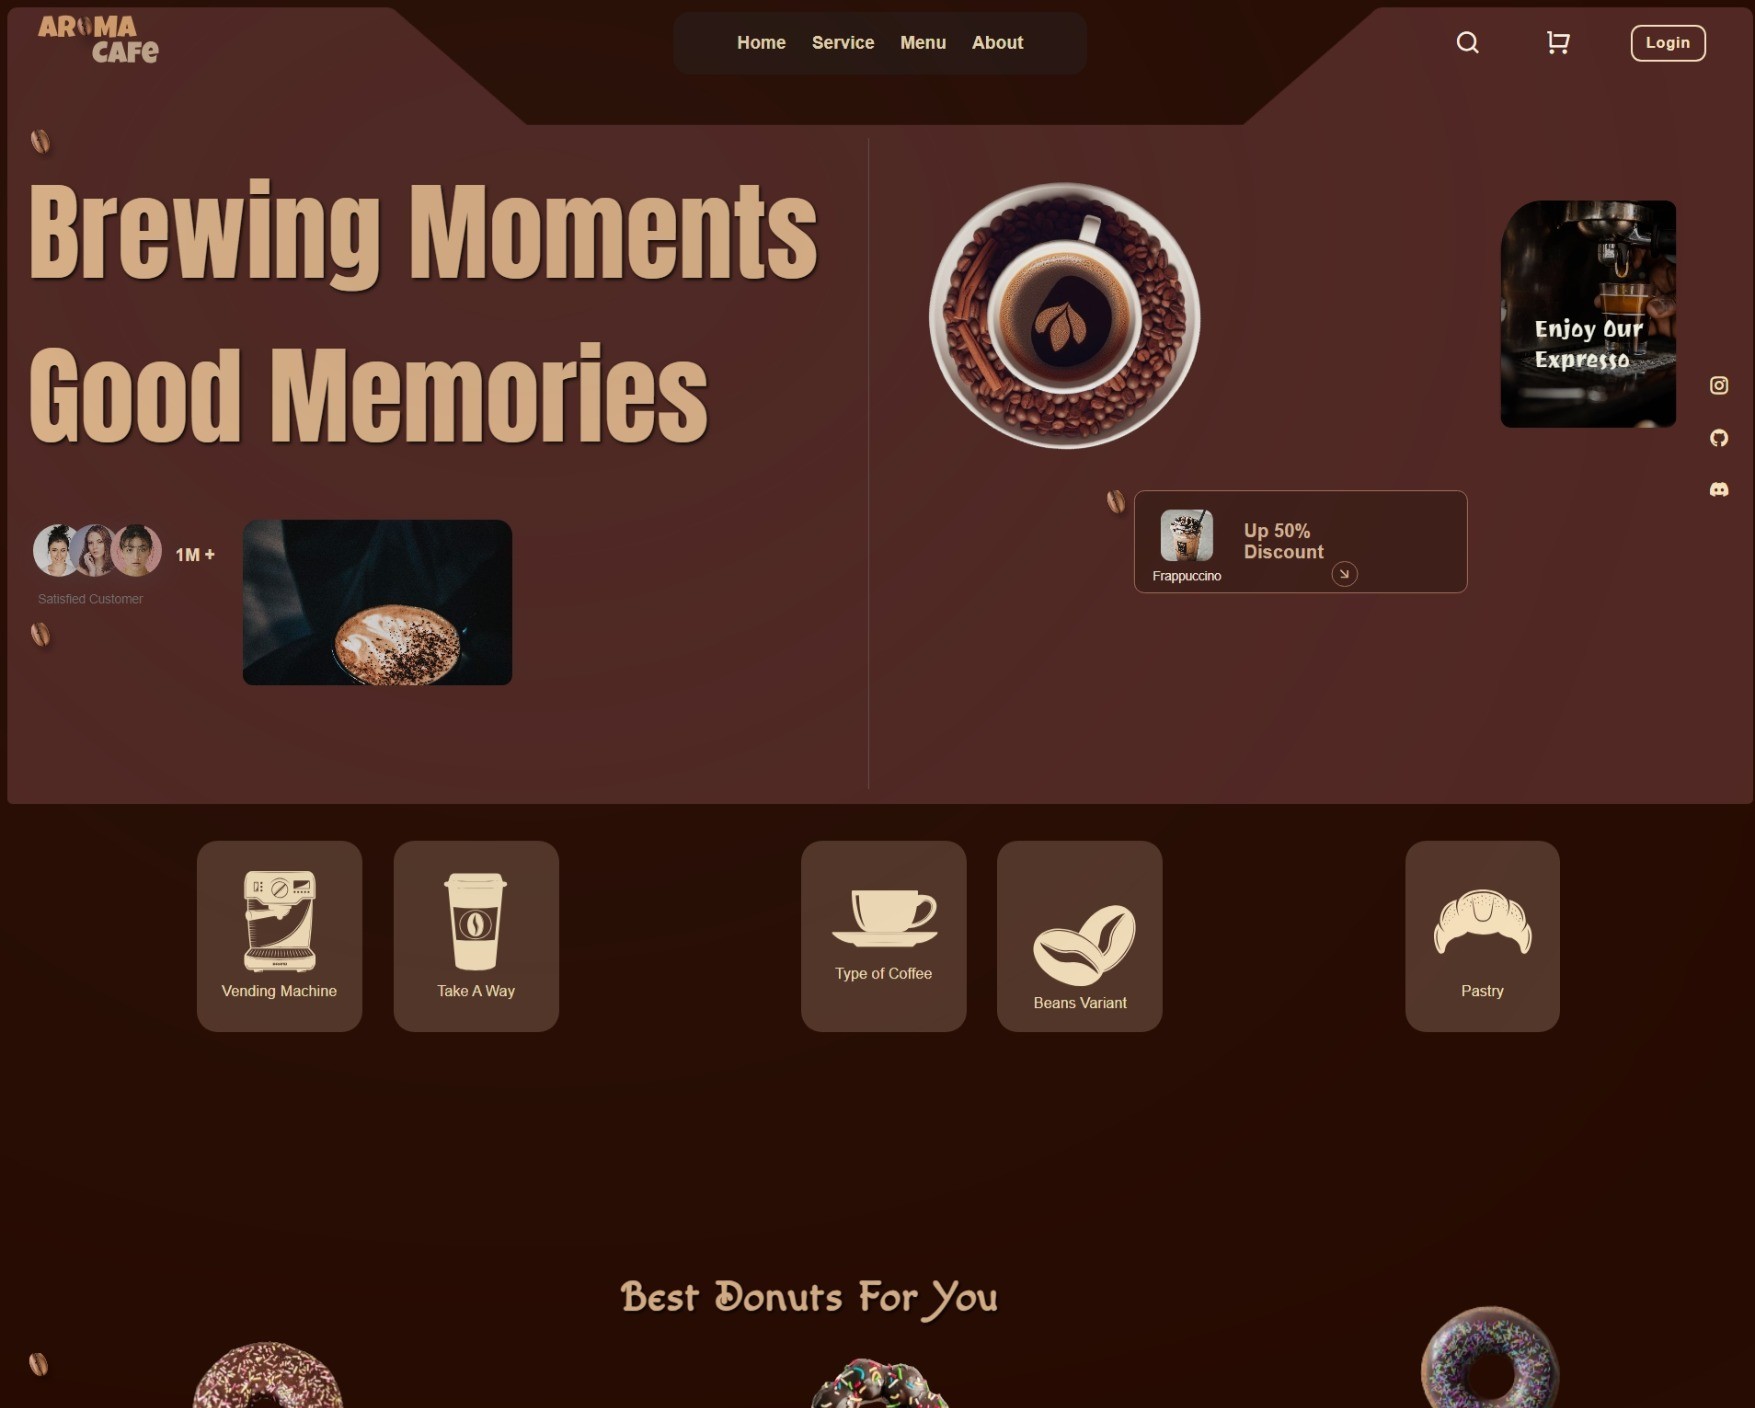 AROMA
CAFe
Home Service Menu About
Login
Brewing Moments
Good Memories
Enjoy Our
Expresso
1M +
Satisfied Customer
Up 50%
Discount
Frappuccino
Vending Machine
Take A Way
Type of Coffee
Beans Variant
Pastry
Best Donuts For You